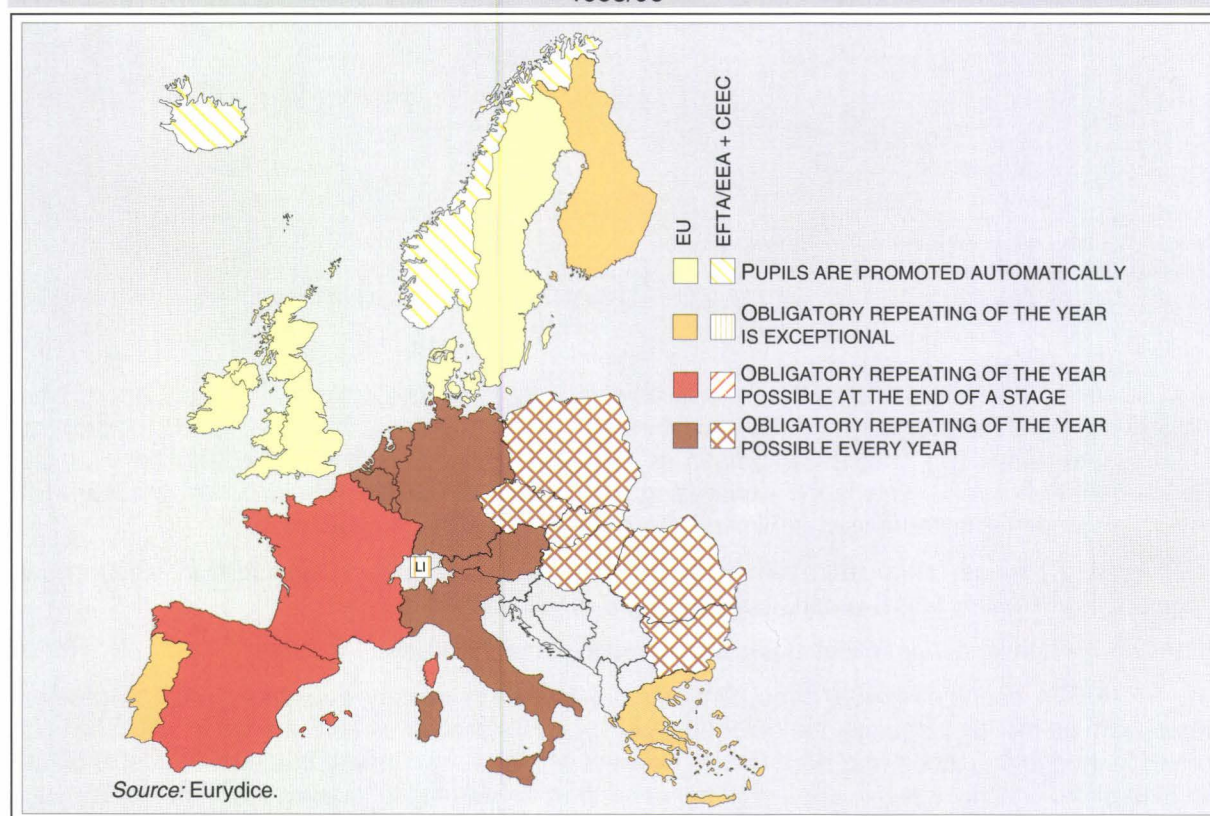 EU
EFTA/EEA + CEEC
PUPILS ARE PROMOTED AUTOMATICALLY
OBLIGATORY REPEATING OF THE YEAR
IS EXCEPTIONAL
OBLIGATORY REPEATING OF THE YEAR
POSSIBLE AT THE END OF A STAGE
OBLIGATORY REPEATING OF THE YEAR
POSSIBLE EVERY YEAR
LI
Source: Eurydice.